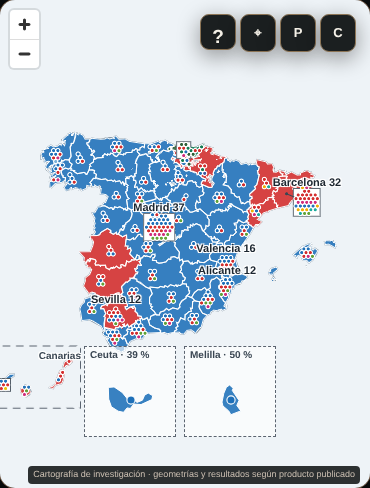 +
−
?
⌖
P
C
Barcelona 32
Madrid 37
Valencia 16
Alicante 12
Sevilla 12
Canarias
Ceuta · 39 %
Melilla · 50 %
Cartografía de investigación · geometrías y resultados según producto publicado